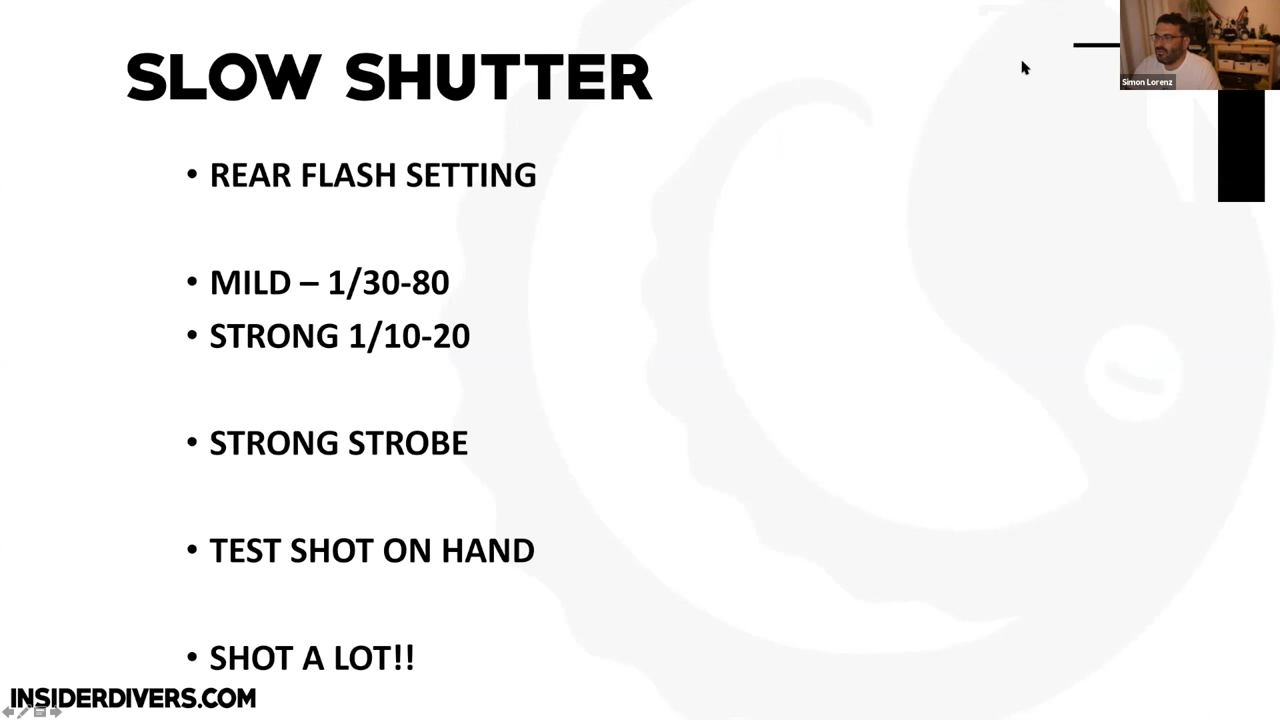 SLOW SHUTTER
Simon Lorenz
• REAR FLASH SETTING
• MILD – 1/30-80
• STRONG 1/10-20
• STRONG STROBE
• TEST SHOT ON HAND
• SHOT A LOT!!
INSIDERDIVERS.COM